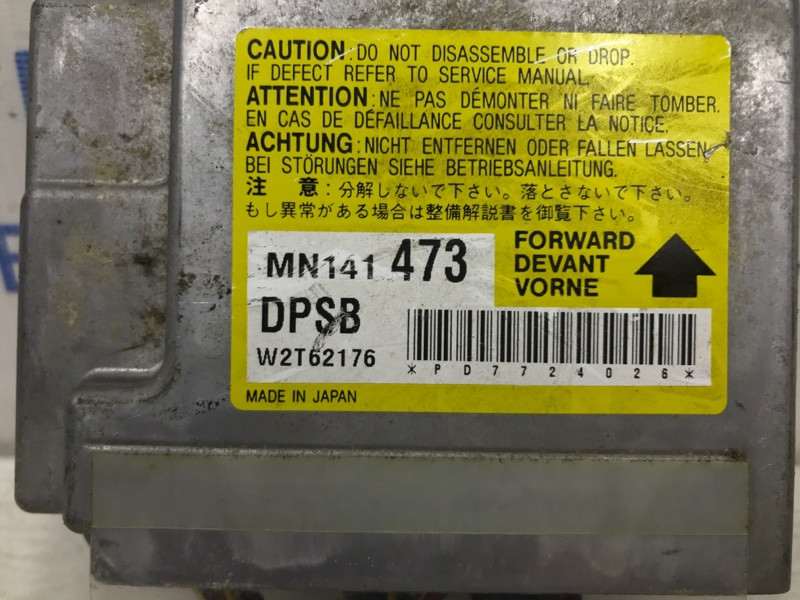 CAUTION: DO NOT DISASSEMBLE OR DROP.
IF DEFECT REFER TO SERVICE MANUAL.
ATTENTION: NE PAS DÉMONTER NI FAIRE TOMBER.
EN CAS DE DÉFAILLANCE CONSULTER LA NOTICE.
ACHTUNG: NICHT ENTFERNEN ODER FALLEN LASSEN
BEI STÖRUNGEN SIEHE BETRIEBSANLEITUNG.
注 意: 分解しないで下さい。落とさないで下さい。
もし異常がある場合は整備解説書を御覧下さい。
MN141 473
FORWARD
DEVANT
VORNE
DPSB
W2T62176
*PD7724026*
MADE IN JAPAN